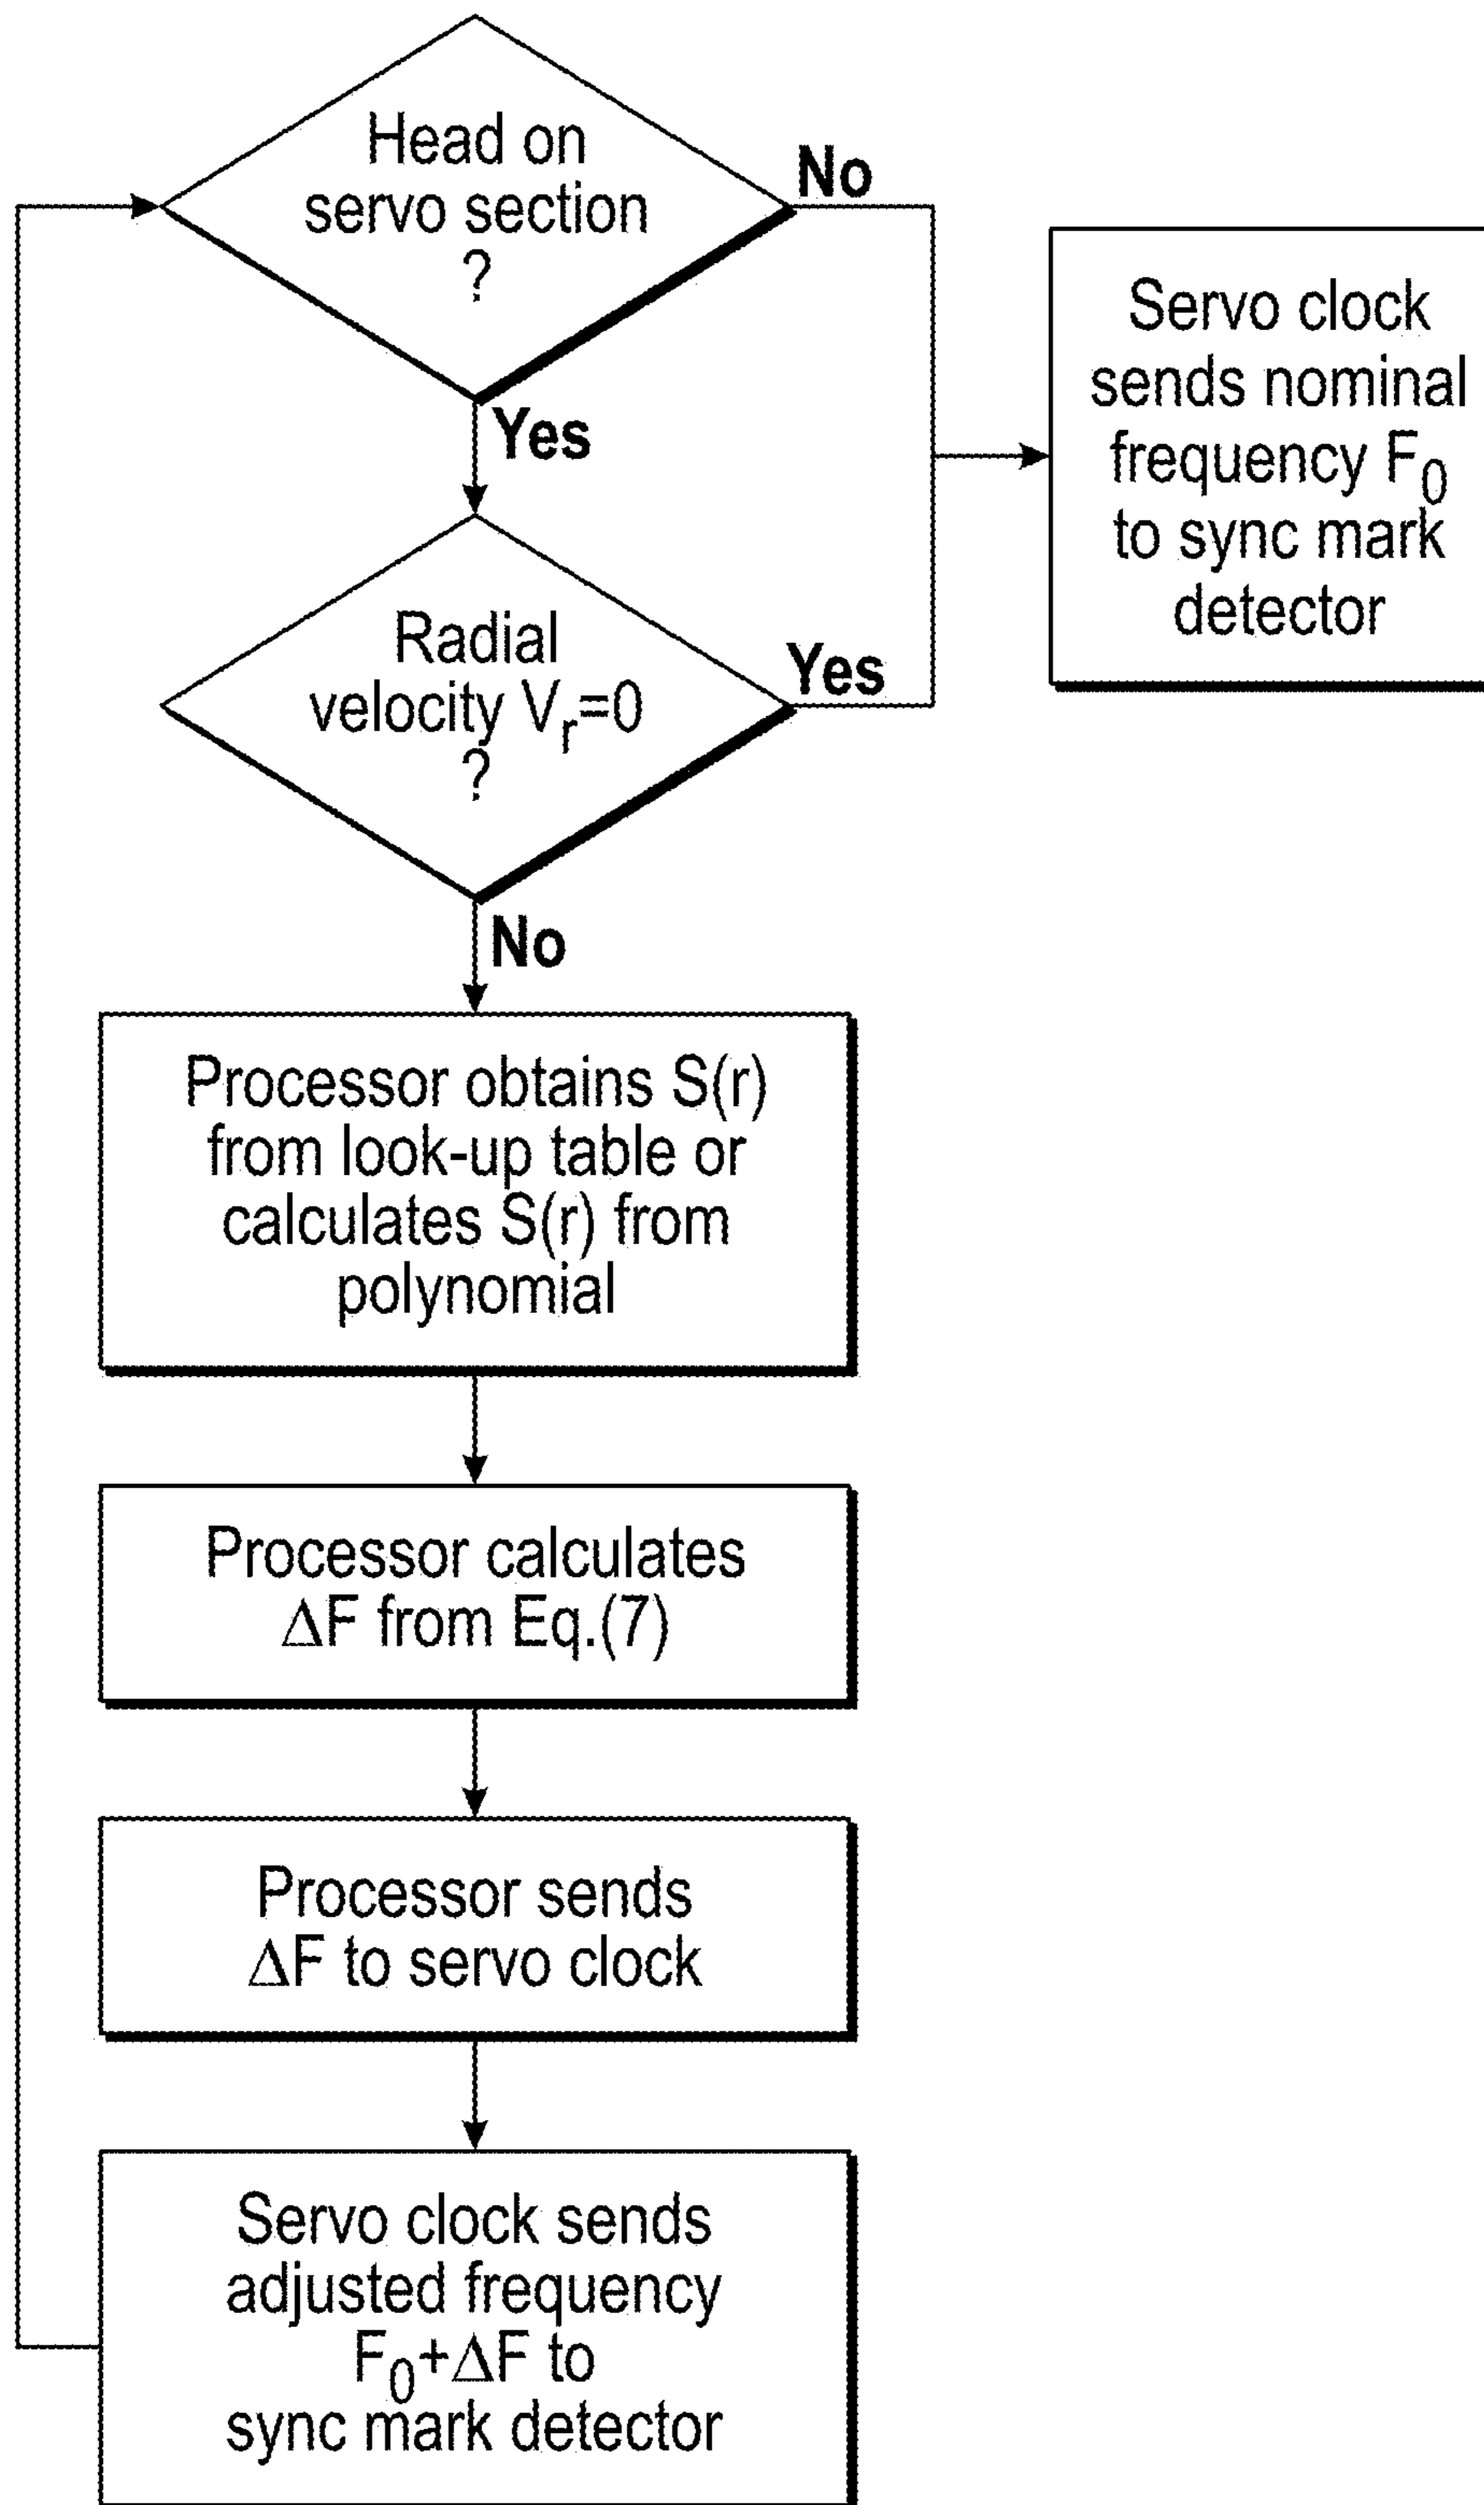 Head on
servo section
?
No
Yes
Servo clock
sends nominal
frequency F₀
to sync mark
detector
Radial
velocity Vᵣ=0
?
Yes
No
Processor obtains S(r)
from look-up table or
calculates S(r) from
polynomial
Processor calculates
ΔF from Eq.(7)
Processor sends
ΔF to servo clock
Servo clock sends
adjusted frequency
F₀+ΔF to
sync mark detector